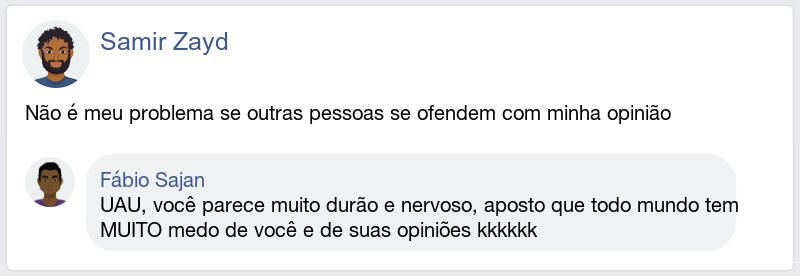 Samir Zayd
Não é meu problema se outras pessoas se ofendem com minha opinião
Fábio Sajan
UAU, você parece muito durão e nervoso, aposto que todo mundo tem
MUITO medo de você e de suas opiniões kkkkkk